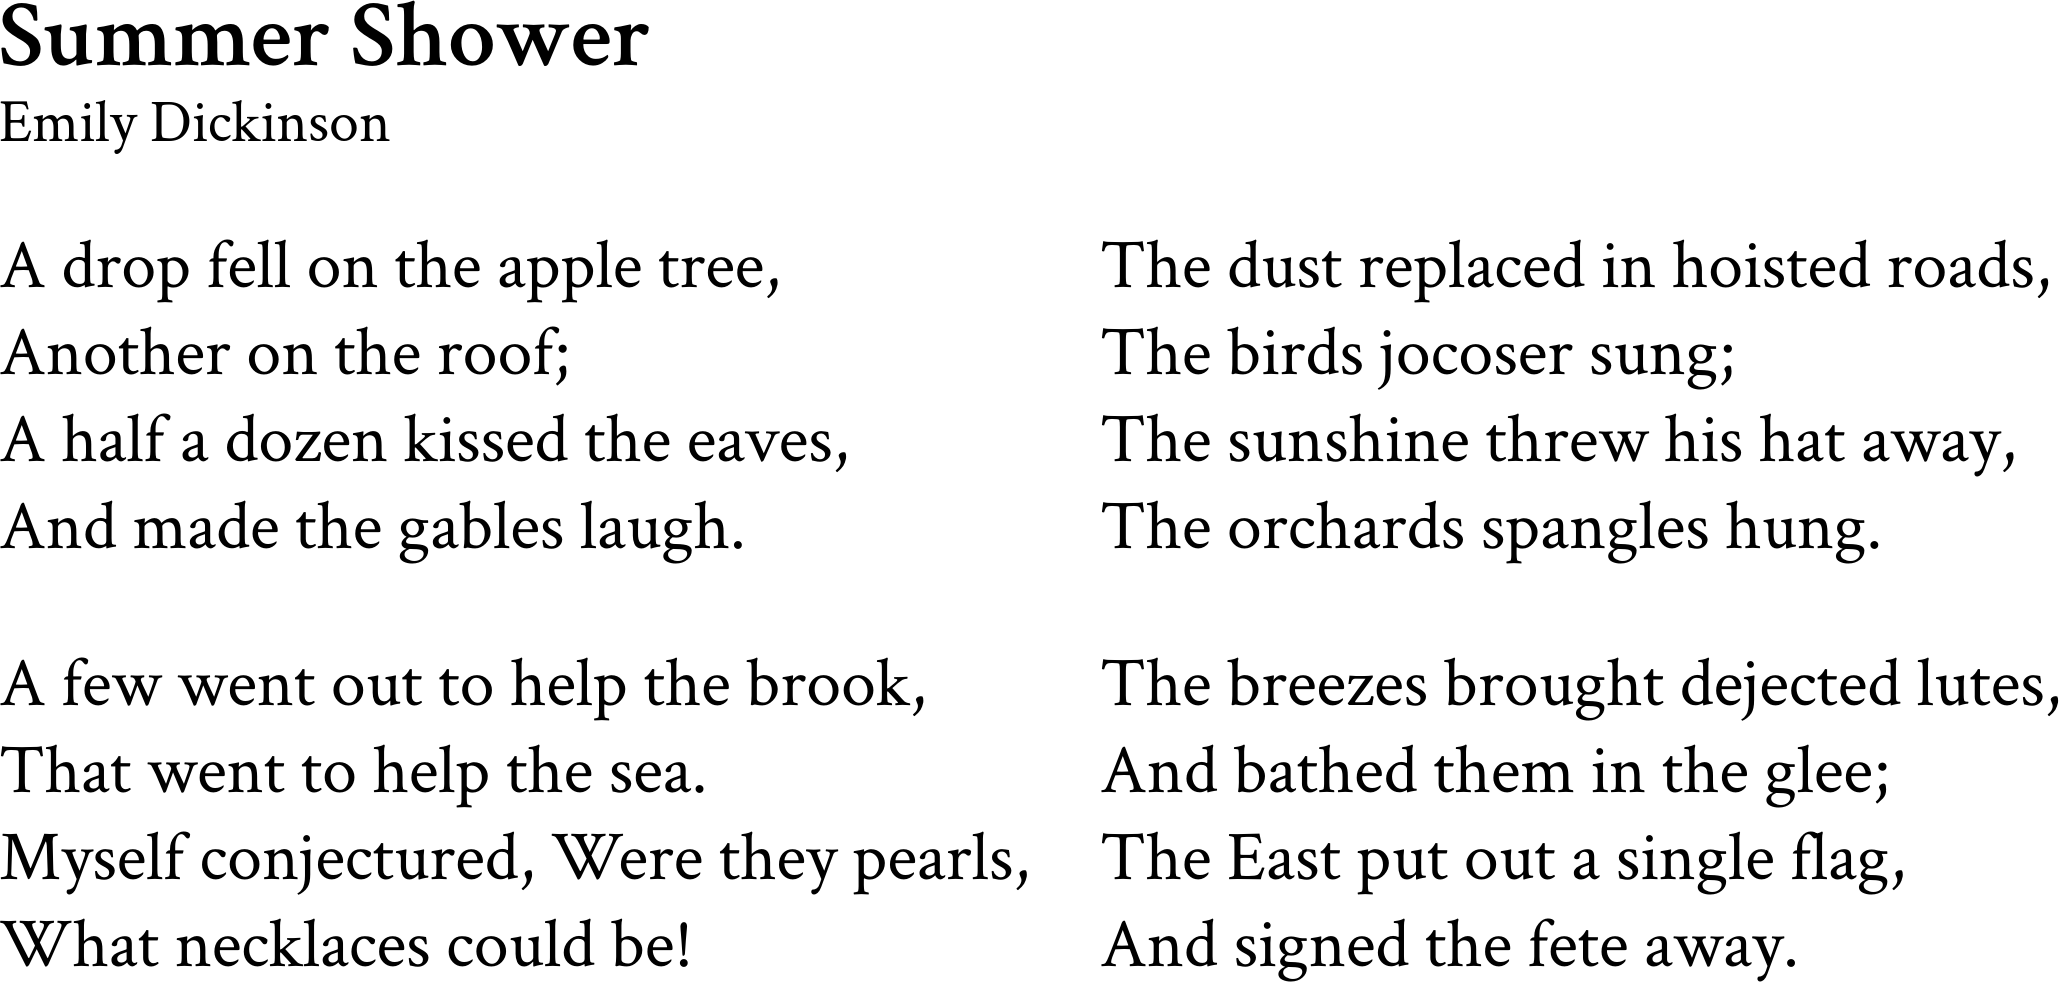 Summer Shower
Emily Dickinson
A drop fell on the apple tree,
Another on the roof;
A half a dozen kissed the eaves,
And made the gables laugh.
A few went out to help the brook,
That went to help the sea.
Myself conjectured, Were they pearls,
What necklaces could be!
The dust replaced in hoisted roads,
The birds jocoser sung;
The sunshine threw his hat away,
The orchards spangles hung.
The breezes brought dejected lutes,
And bathed them in the glee;
The East put out a single flag,
And signed the fete away.